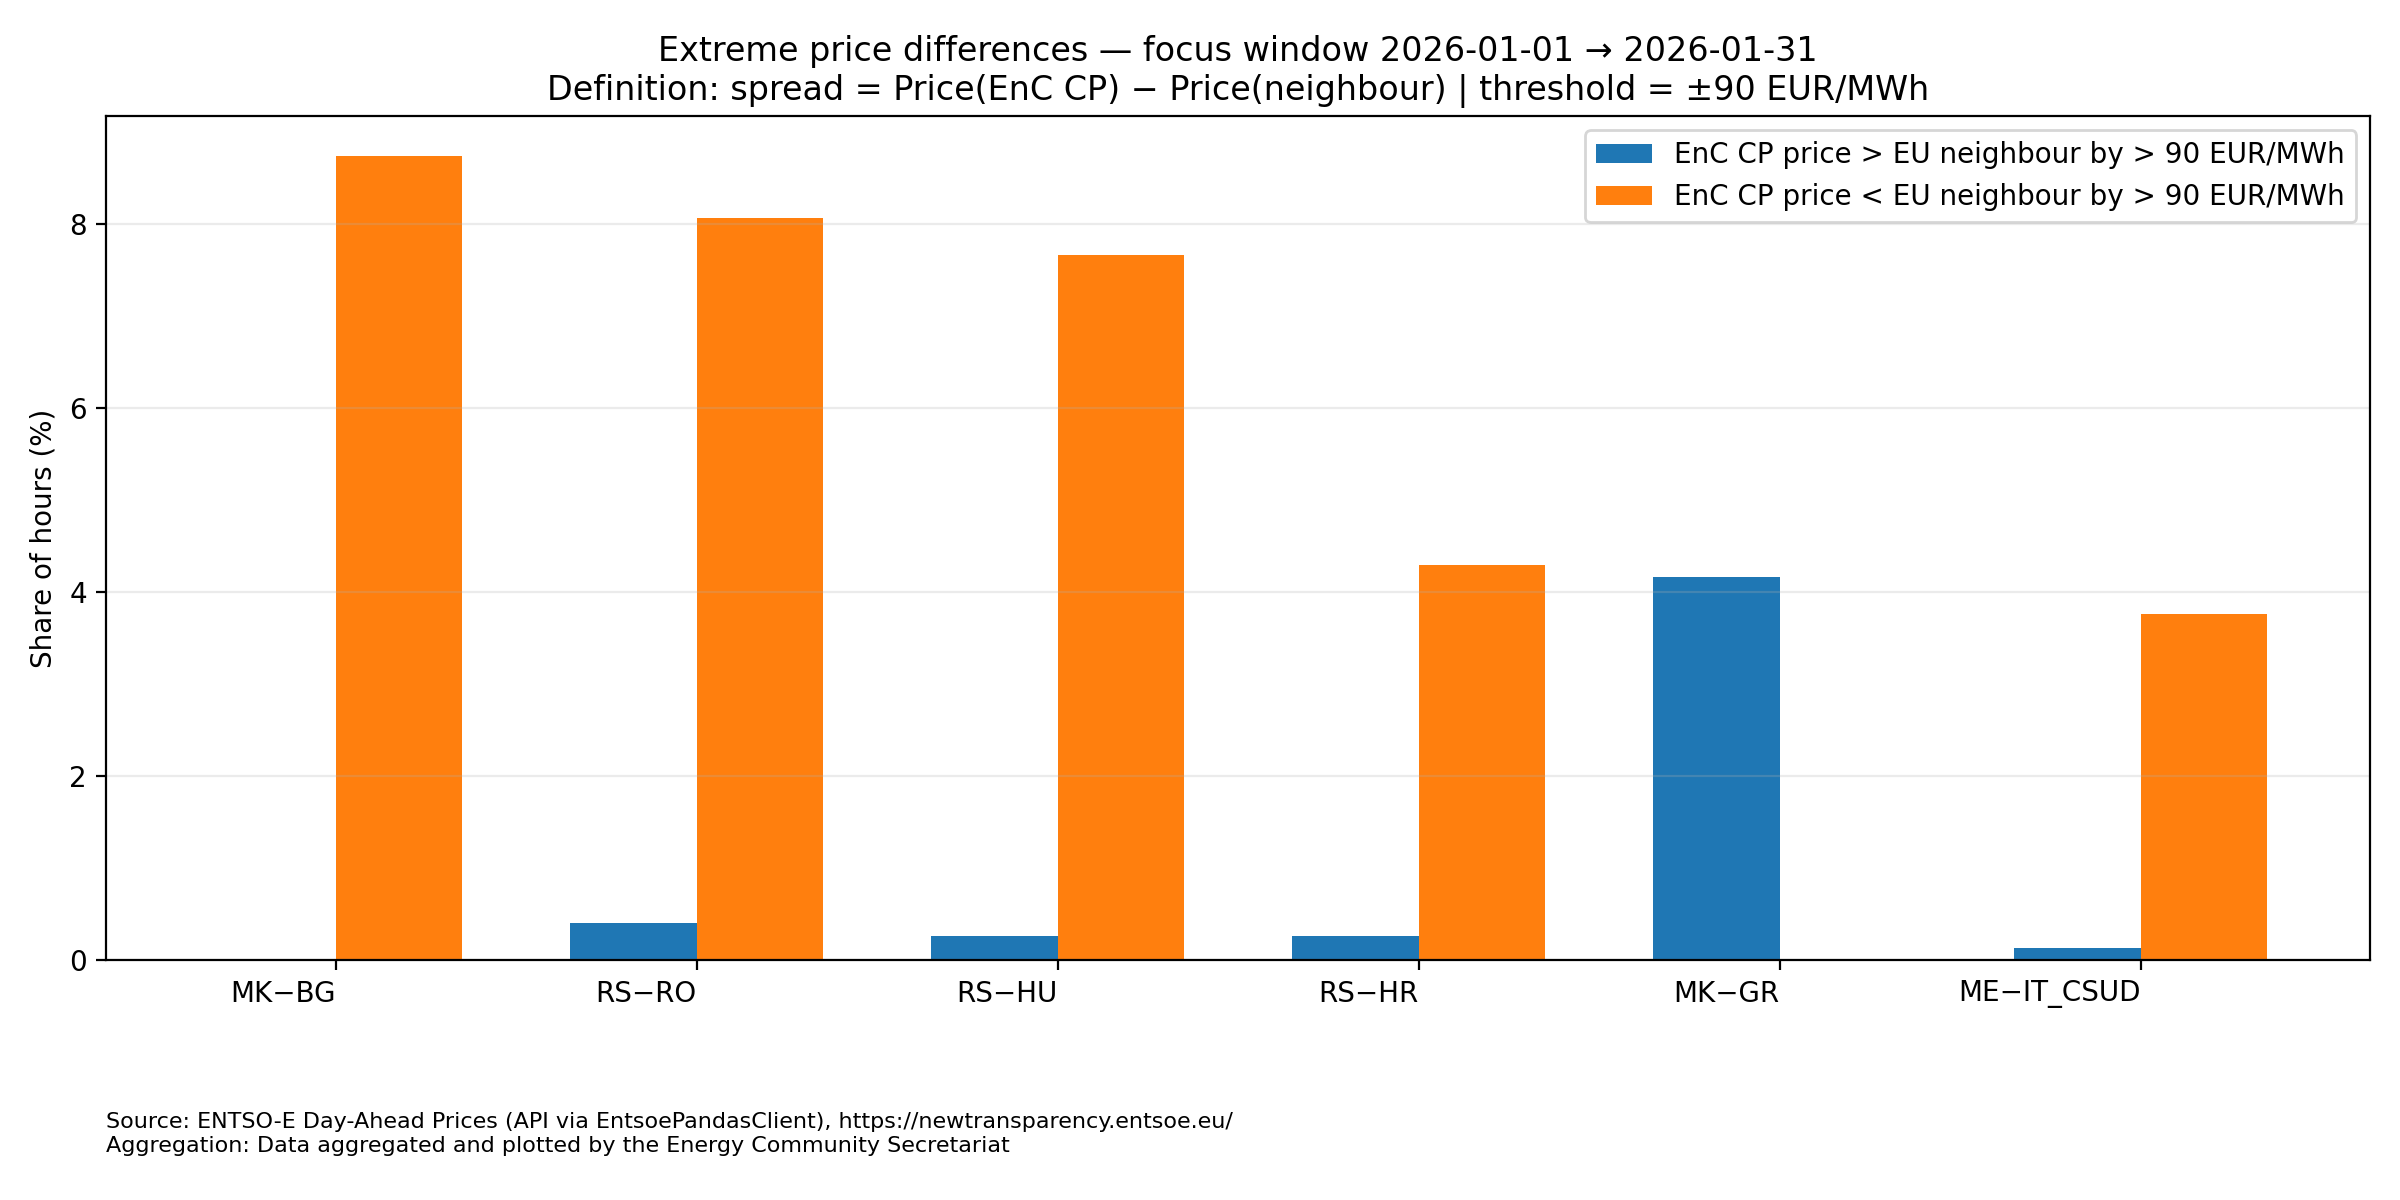 Extreme price differences — focus window 2026-01-01 → 2026-01-31
Definition: spread = Price(EnC CP) − Price(neighbour) | threshold = ±90 EUR/MWh
EnC CP price > EU neighbour by > 90 EUR/MWh
EnC CP price < EU neighbour by > 90 EUR/MWh
Share of hours (%)
8
6
4
2
0
MK−BG
RS−RO
RS−HU
RS−HR
MK−GR
ME−IT_CSUD
Source: ENTSO-E Day-Ahead Prices (API via EntsoePandasClient), https://newtransparency.entsoe.eu/
Aggregation: Data aggregated and plotted by the Energy Community Secretariat